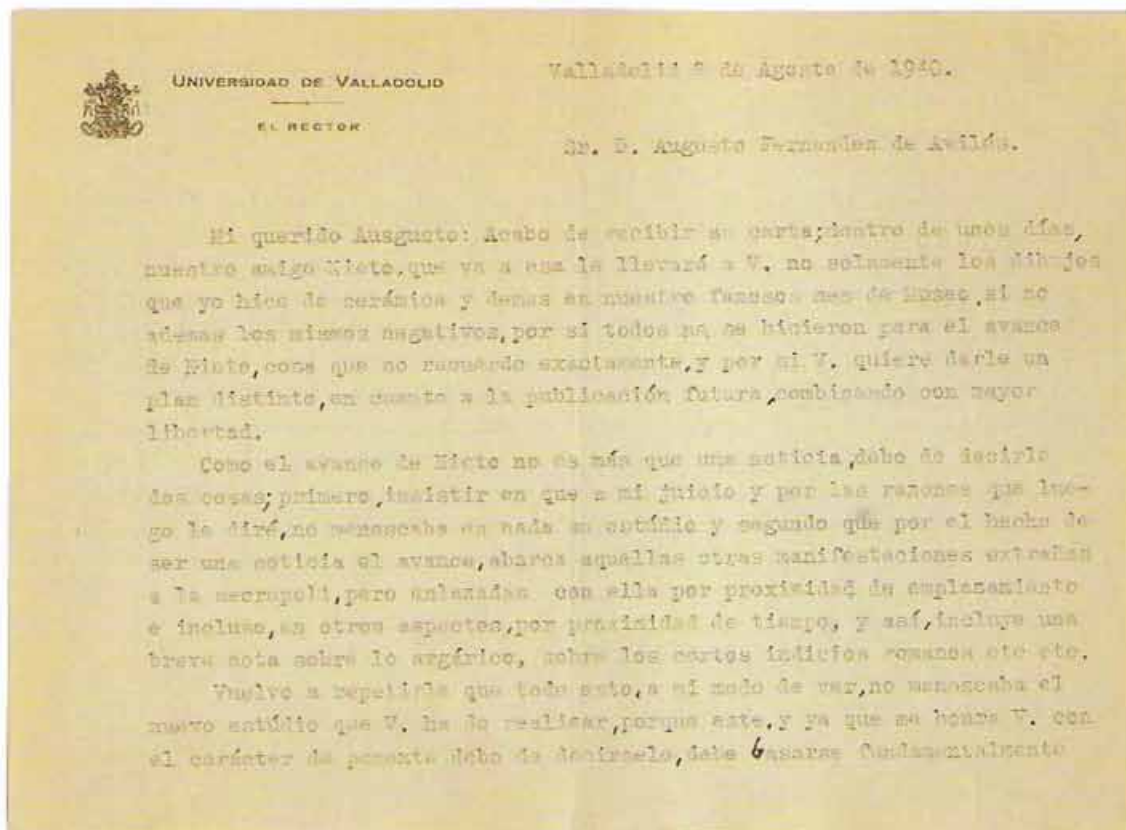 UNIVERSIDAD DE VALLADOLID
EL RECTOR
Valladolid 2 de Agosto de 1940.
Sr. D. Augusto Fernandez de Avilés.
Mi querido Ausgucto: Acabo de recibir su carta;dentro de unos días,
nuestro amigo Nieto,que va a esa le llevará a V. no solamente los dibujos
que yo hice de cerámica y demas en nuestro famosos mes de Museo,si no
ademas los mismos negativos,por si todos no se hicieron para el avance
de Nieto,cosa que no recuerdo exactamente,y por si V. quiere darle un
plan distinto,en cuanto a la publicación futura,combinando con mayor
libertad.
Como el avance de Nieto no es más que una noticia,debo de decirle
dos cosas;primero,insistir en que a mi juicio y por las razones que lue-
go le diré,no menoscaba en nada su estúdio y segundo que por el hecho de
ser una noticia el avance,abarca aquellas otras manifestaciones extrañas
a la necropoli,pero enlazadas con ella por proximidad de emplazamiento
e incluso,en otros aspectos,por proximidad de tiempo, y así,incluye una
breve nota sobre lo argárico, sobre los cortos indicios romanos etc etc.
Vuelvo a repetirle que todo esto,a mi modo de ver,no menoscaba el
nuevo estúdio que V. ha de realizar,porque este,y ya que me honra V. con
el carácter de ponente debo de decirselo,debe basarse fundamentalmente